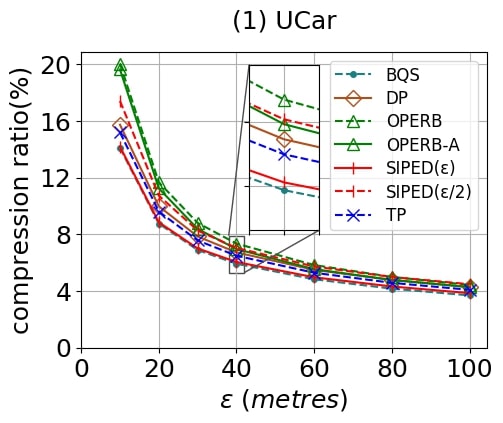 (1) UCar
compression ratio(%)
20
16
12
8
4
0
BQS
DP
OPERB
OPERB-A
SIPED(ε)
SIPED(ε/2)
TP
0 20 40 60 80 100
ε (metres)